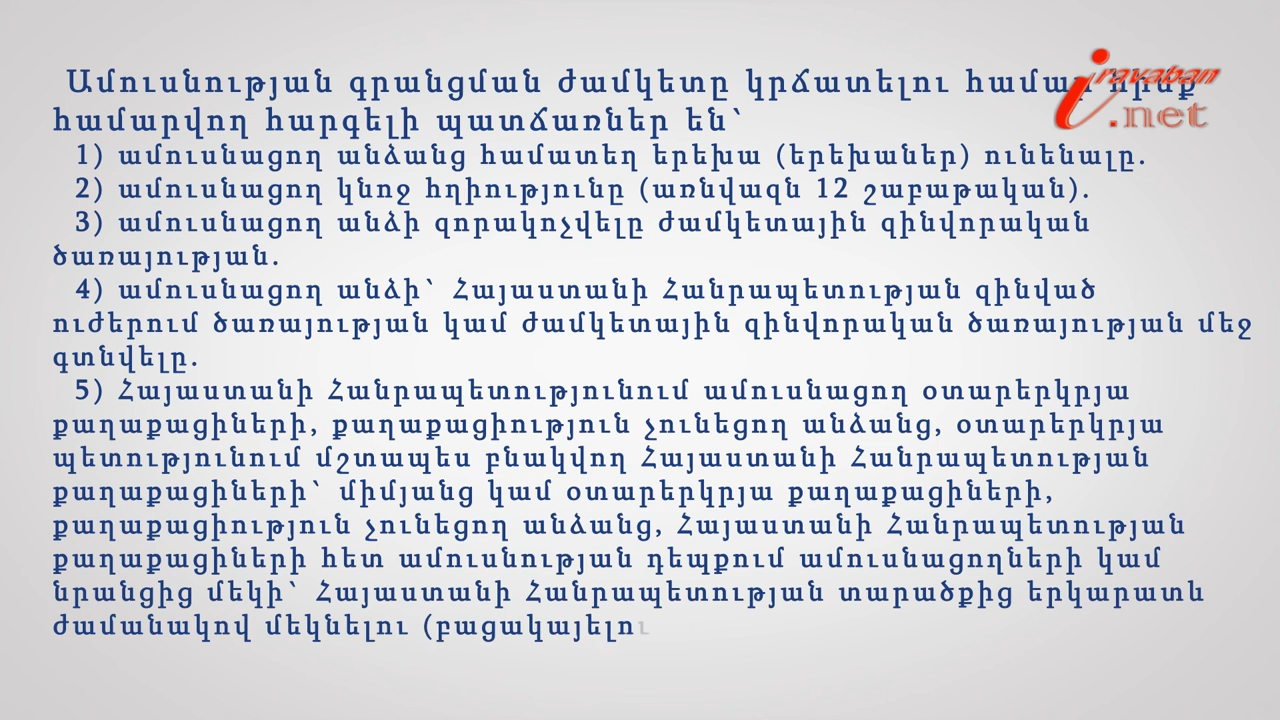 Ամուսնության գրանցման ժամկետը կրճատելու համար որպես
համարվող հարգելի պատճառներ են՝
1) ամուսնացող անձանց համատեղ երեխա (երեխաներ) ունենալը.
2) ամուսնացող կնոջ հղիությունը (առնվազն 12 շաբաթական).
3) ամուսնացող անձի զորակոչվելը ժամկետային զինվորական
ծառայության.
4) ամուսնացող անձի՝ Հայաստանի Հանրապետության զինված
ուժերում ծառայության կամ ժամկետային զինվորական ծառայության մեջ
գտնվելը.
5) Հայաստանի Հանրապետությունում ամուսնացող օտարերկրյա
քաղաքացիների, քաղաքացիություն չունեցող անձանց, օտարերկրյա
պետությունում մշտապես բնակվող Հայաստանի Հանրապետության
քաղաքացիների՝ միմյանց կամ օտարերկրյա քաղաքացիների,
քաղաքացիություն չունեցող անձանց, Հայաստանի Հանրապետության
քաղաքացիների հետ ամուսնության դեպքում ամուսնացողների կամ
նրանցից մեկի՝ Հայաստանի Հանրապետության տարածքից երկարատև
ժամանակով մեկնելու (բացակայելու
iravaban
.net